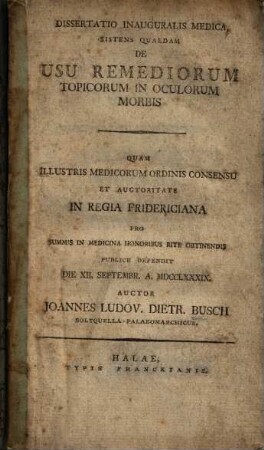 DISSERTATIO INAUGURALIS MEDICA,
SISTENS QUAEDAM
DE
USU REMEDIORUM
TOPICORUM IN OCULORUM
MORBIS
QUAM
ILLUSTRIS MEDICORUM ORDINIS CONSENSU
ET AUCTORITATE
IN REGIA FRIDERICIANA
PRO
SUMMIS IN MEDICINA HONORIBUS RITE OBTINENDIS
PUBLICE DEFENDIT
DIE XII. SEPTEMBR. A. MDCCLXXXIX.
AUCTOR
JOANNES LUDOV. DIETR. BUSCH
SOLTQUELLA-PALAEOMARCHICUS.
HALAE,
TYPIS FRANCKIANIS.